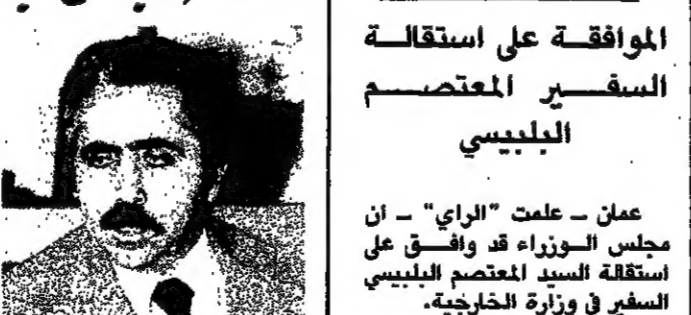 الموافقة على استقالة
السفير المعتصم
البلبيسي
عمان - علمت "الراي" - ان
مجلس الوزراء قد وافق على
استقالة السيد المعتصم البلبيسي
السفير في وزارة الخارجية.